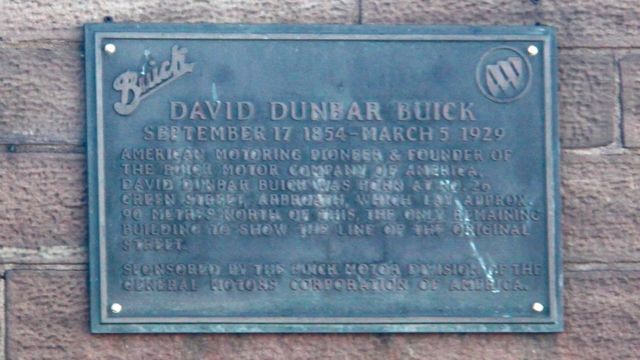 Buick
DAVID DUNBAR BUICK
SEPTEMBER 17 1854-MARCH 5 1929
AMERICAN MOTORING PIONEER & FOUNDER OF
THE BUICK MOTOR COMPANY OF AMERICA.
DAVID DUNBAR BUICK WAS BORN AT NO. 26
GREEN STREET, ARBROATH, WHICH LAY APPROX.
90 METRES NORTH OF THIS, THE ONLY REMAINING
BUILDING TO SHOW THE LINE OF THE ORIGINAL
STREET.
SPONSORED BY THE BUICK MOTOR DIVISION OF THE
GENERAL MOTORS CORPORATION OF AMERICA.